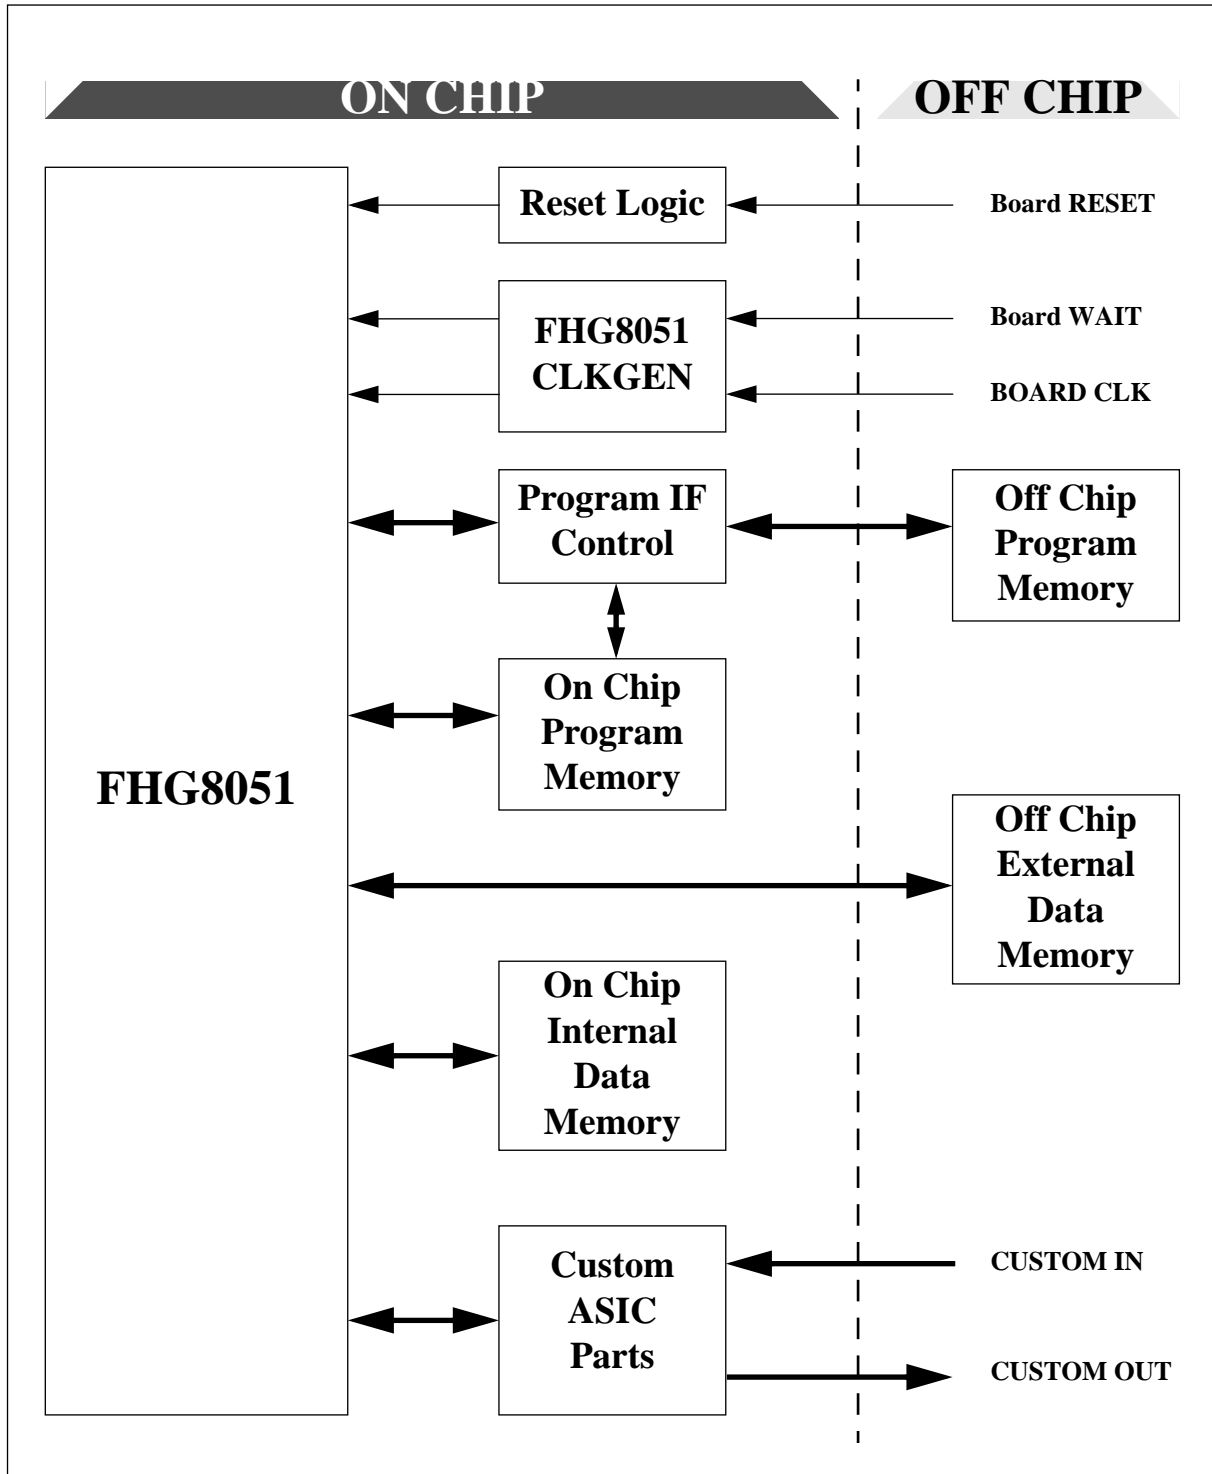 ON CHIP
OFF CHIP
Reset Logic
Board RESET
FHG8051
CLKGEN
Board WAIT
BOARD CLK
Program IF
Control
Off Chip
Program
Memory
On Chip
Program
Memory
FHG8051
Off Chip
External
Data
Memory
On Chip
Internal
Data
Memory
Custom
ASIC
Parts
CUSTOM IN
CUSTOM OUT